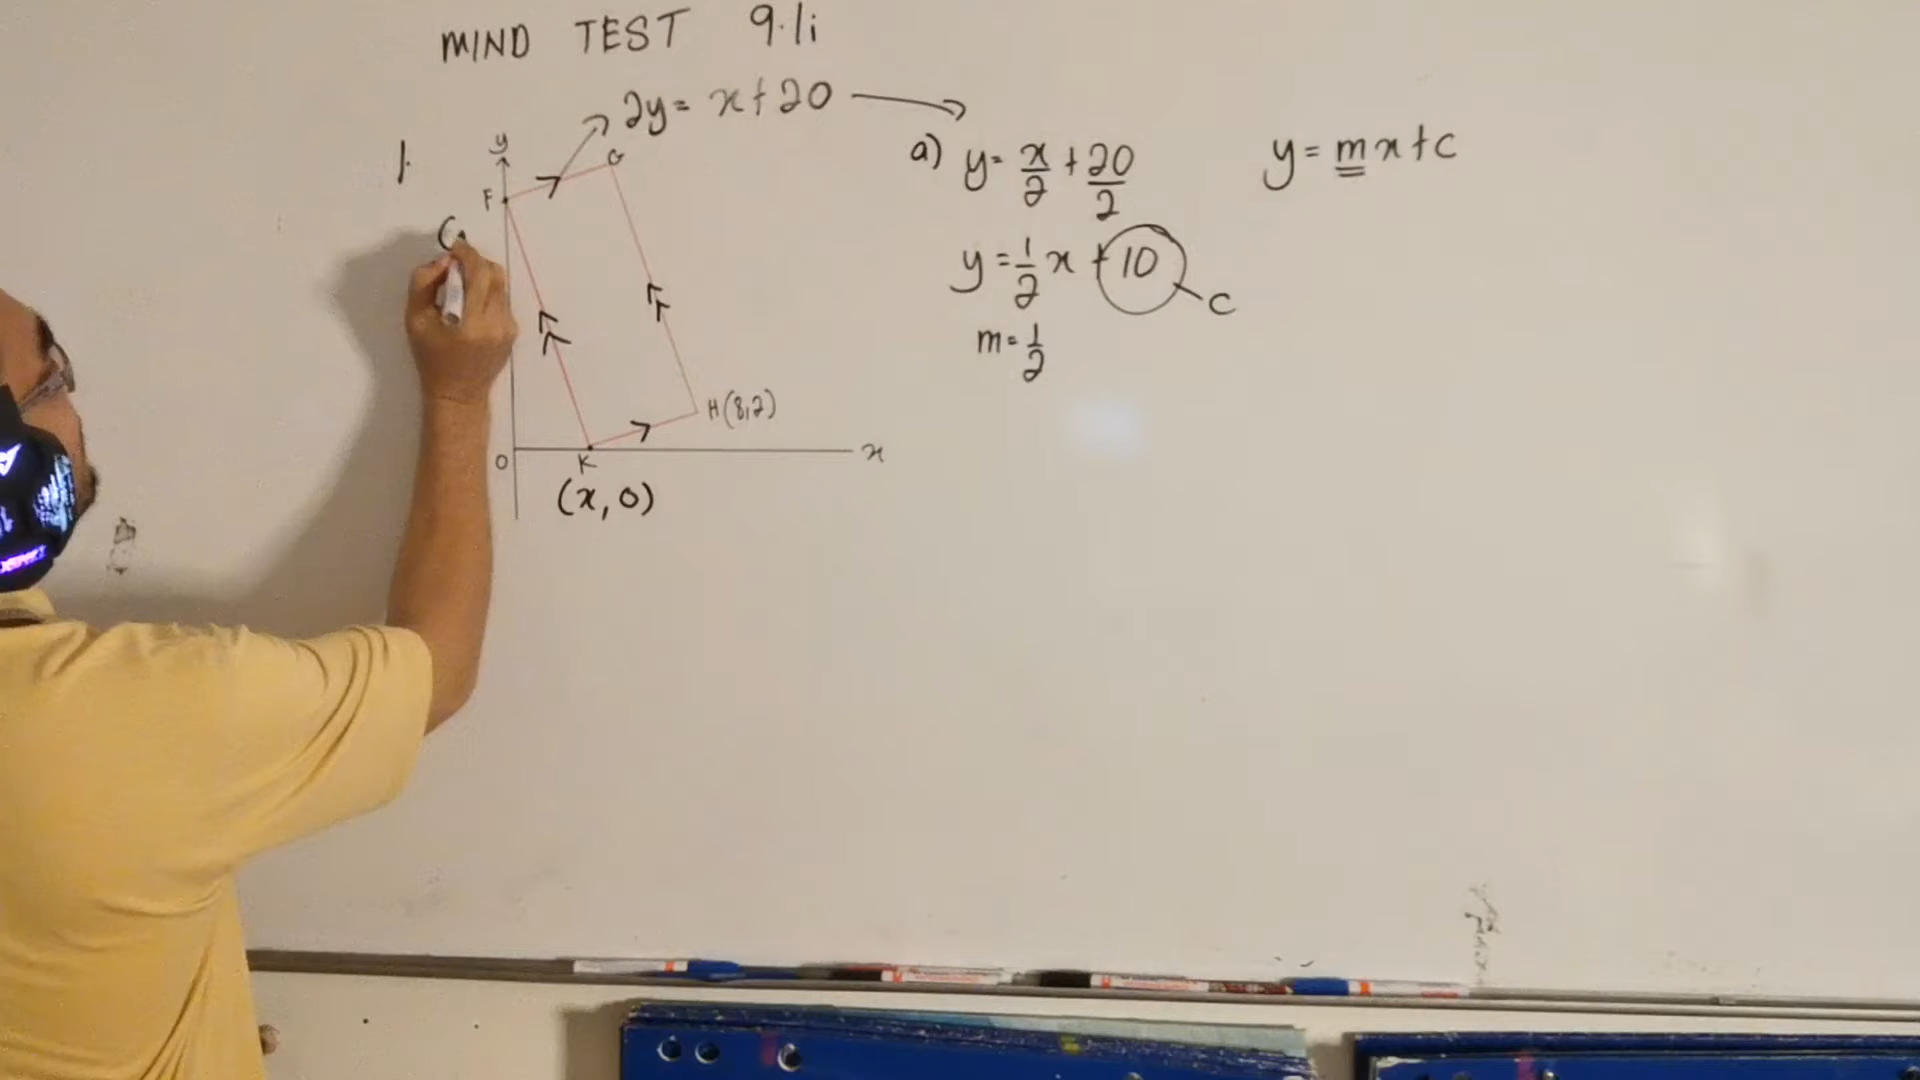 MIND TEST 9.1i
2y = x + 20
1.
y
G
F
(
H(8,2)
O
K
x
(x, 0)
a) y = x/2 + 20/2
y = 1/2 x + 10
c
m = 1/2
y = mx + c